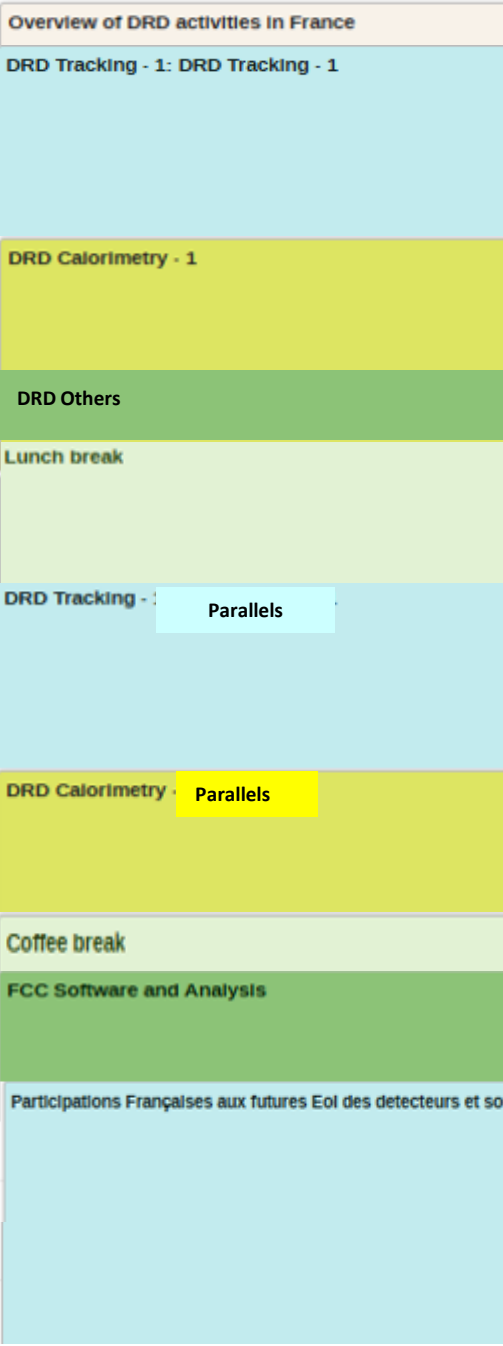 Overview of DRD activities in France
DRD Tracking - 1: DRD Tracking - 1
DRD Calorimetry - 1
DRD Others
Lunch break
DRD Tracking -
Parallels
DRD Calorimetry -
Parallels
Coffee break
FCC Software and Analysis
Participations Françaises aux futures EoI des detecteurs et so